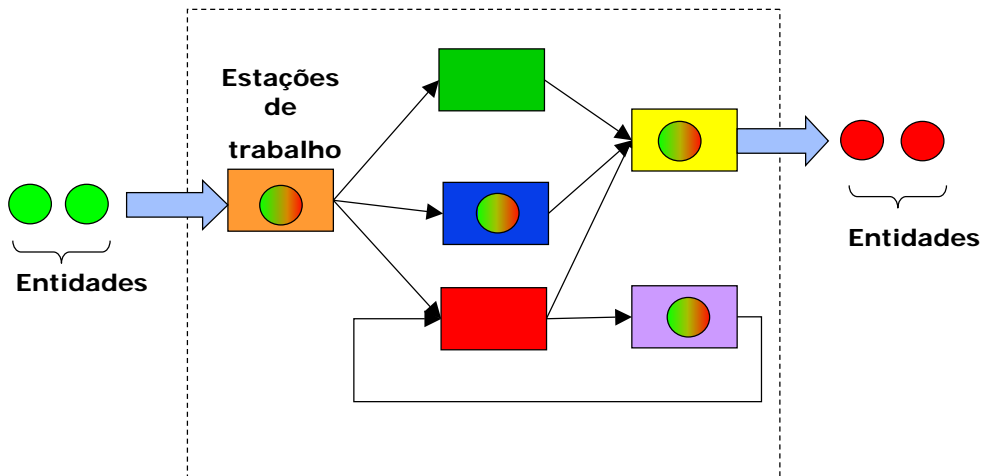 Estações
de
trabalho
Entidades
Entidades